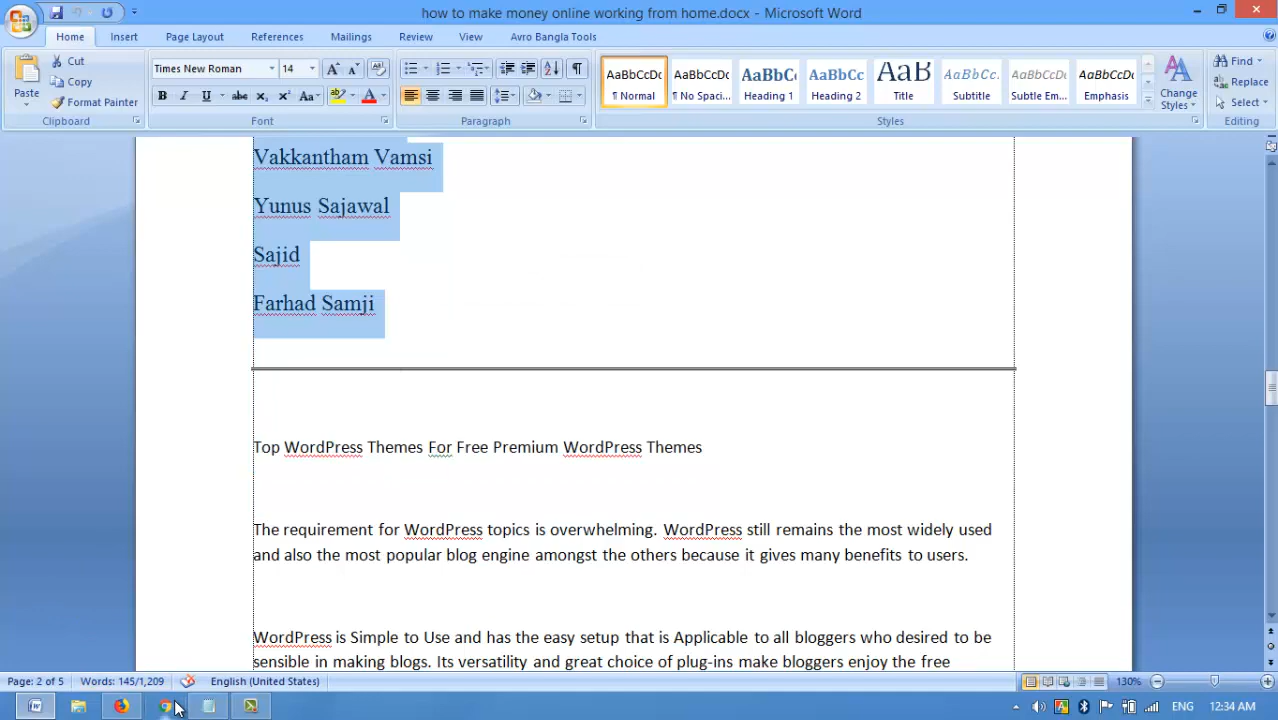 how to make money online working from home.docx - Microsoft Word
Home Insert Page Layout References Mailings Review View Avro Bangla Tools
Paste
Cut
Copy
Format Painter
Clipboard
Times New Roman 14
B I U abc x₂ x² Aa
Font
Paragraph
AaBbCcDc AaBbCcDc AaBbC AaBbCc AaB AaBbCc. AaBbCcDc AaBbCcDc
¶ Normal ¶ No Spaci... Heading 1 Heading 2 Title Subtitle Subtle Em... Emphasis
Change
Styles
Styles
Find
Replace
Select
Editing
Vakkantham Vamsi
Yunus Sajawal
Sajid
Farhad Samji
Top WordPress Themes For Free Premium WordPress Themes
The requirement for WordPress topics is overwhelming. WordPress still remains the most widely used
and also the most popular blog engine amongst the others because it gives many benefits to users.
WordPress is Simple to Use and has the easy setup that is Applicable to all bloggers who desired to be
sensible in making blogs. Its versatility and great choice of plug-ins make bloggers enjoy the free
Page: 2 of 5 Words: 145/1,209 English (United States) 130%
ENG 12:34 AM